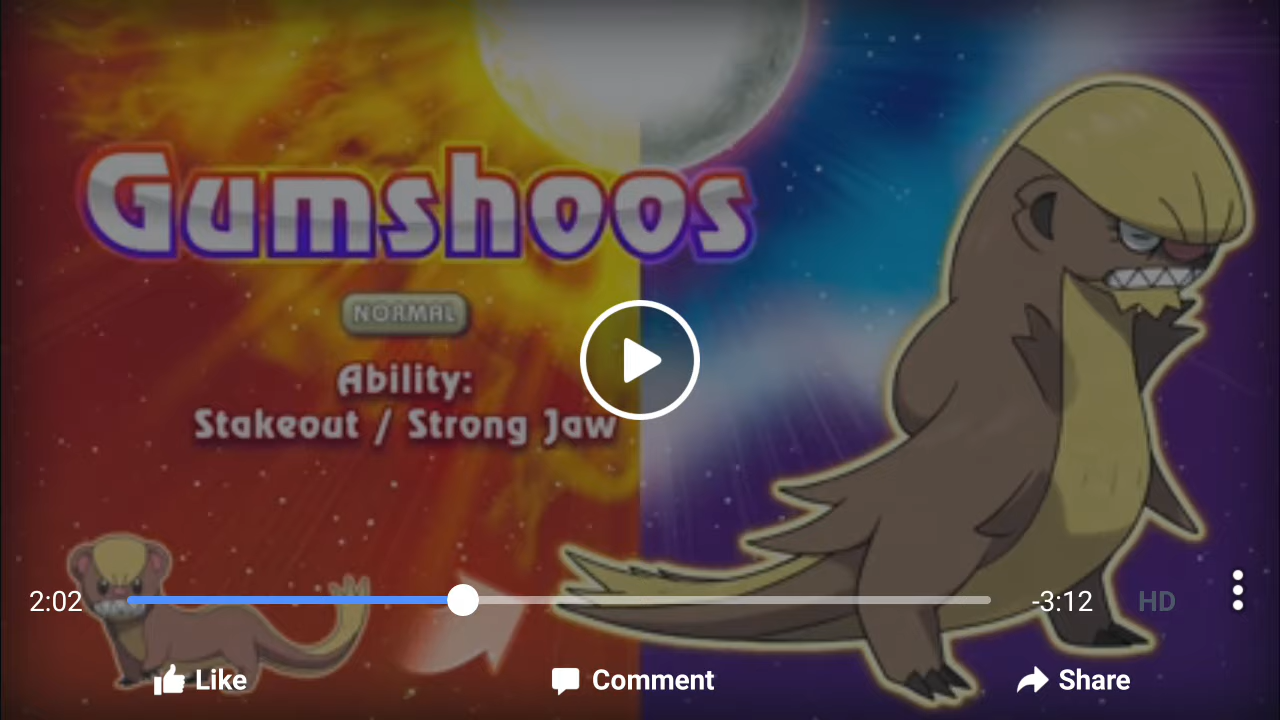 Gumshoos
NORMAL
Ability:
Stakeout / Strong Jaw
2:02
-3:12
HD
Like
Comment
Share